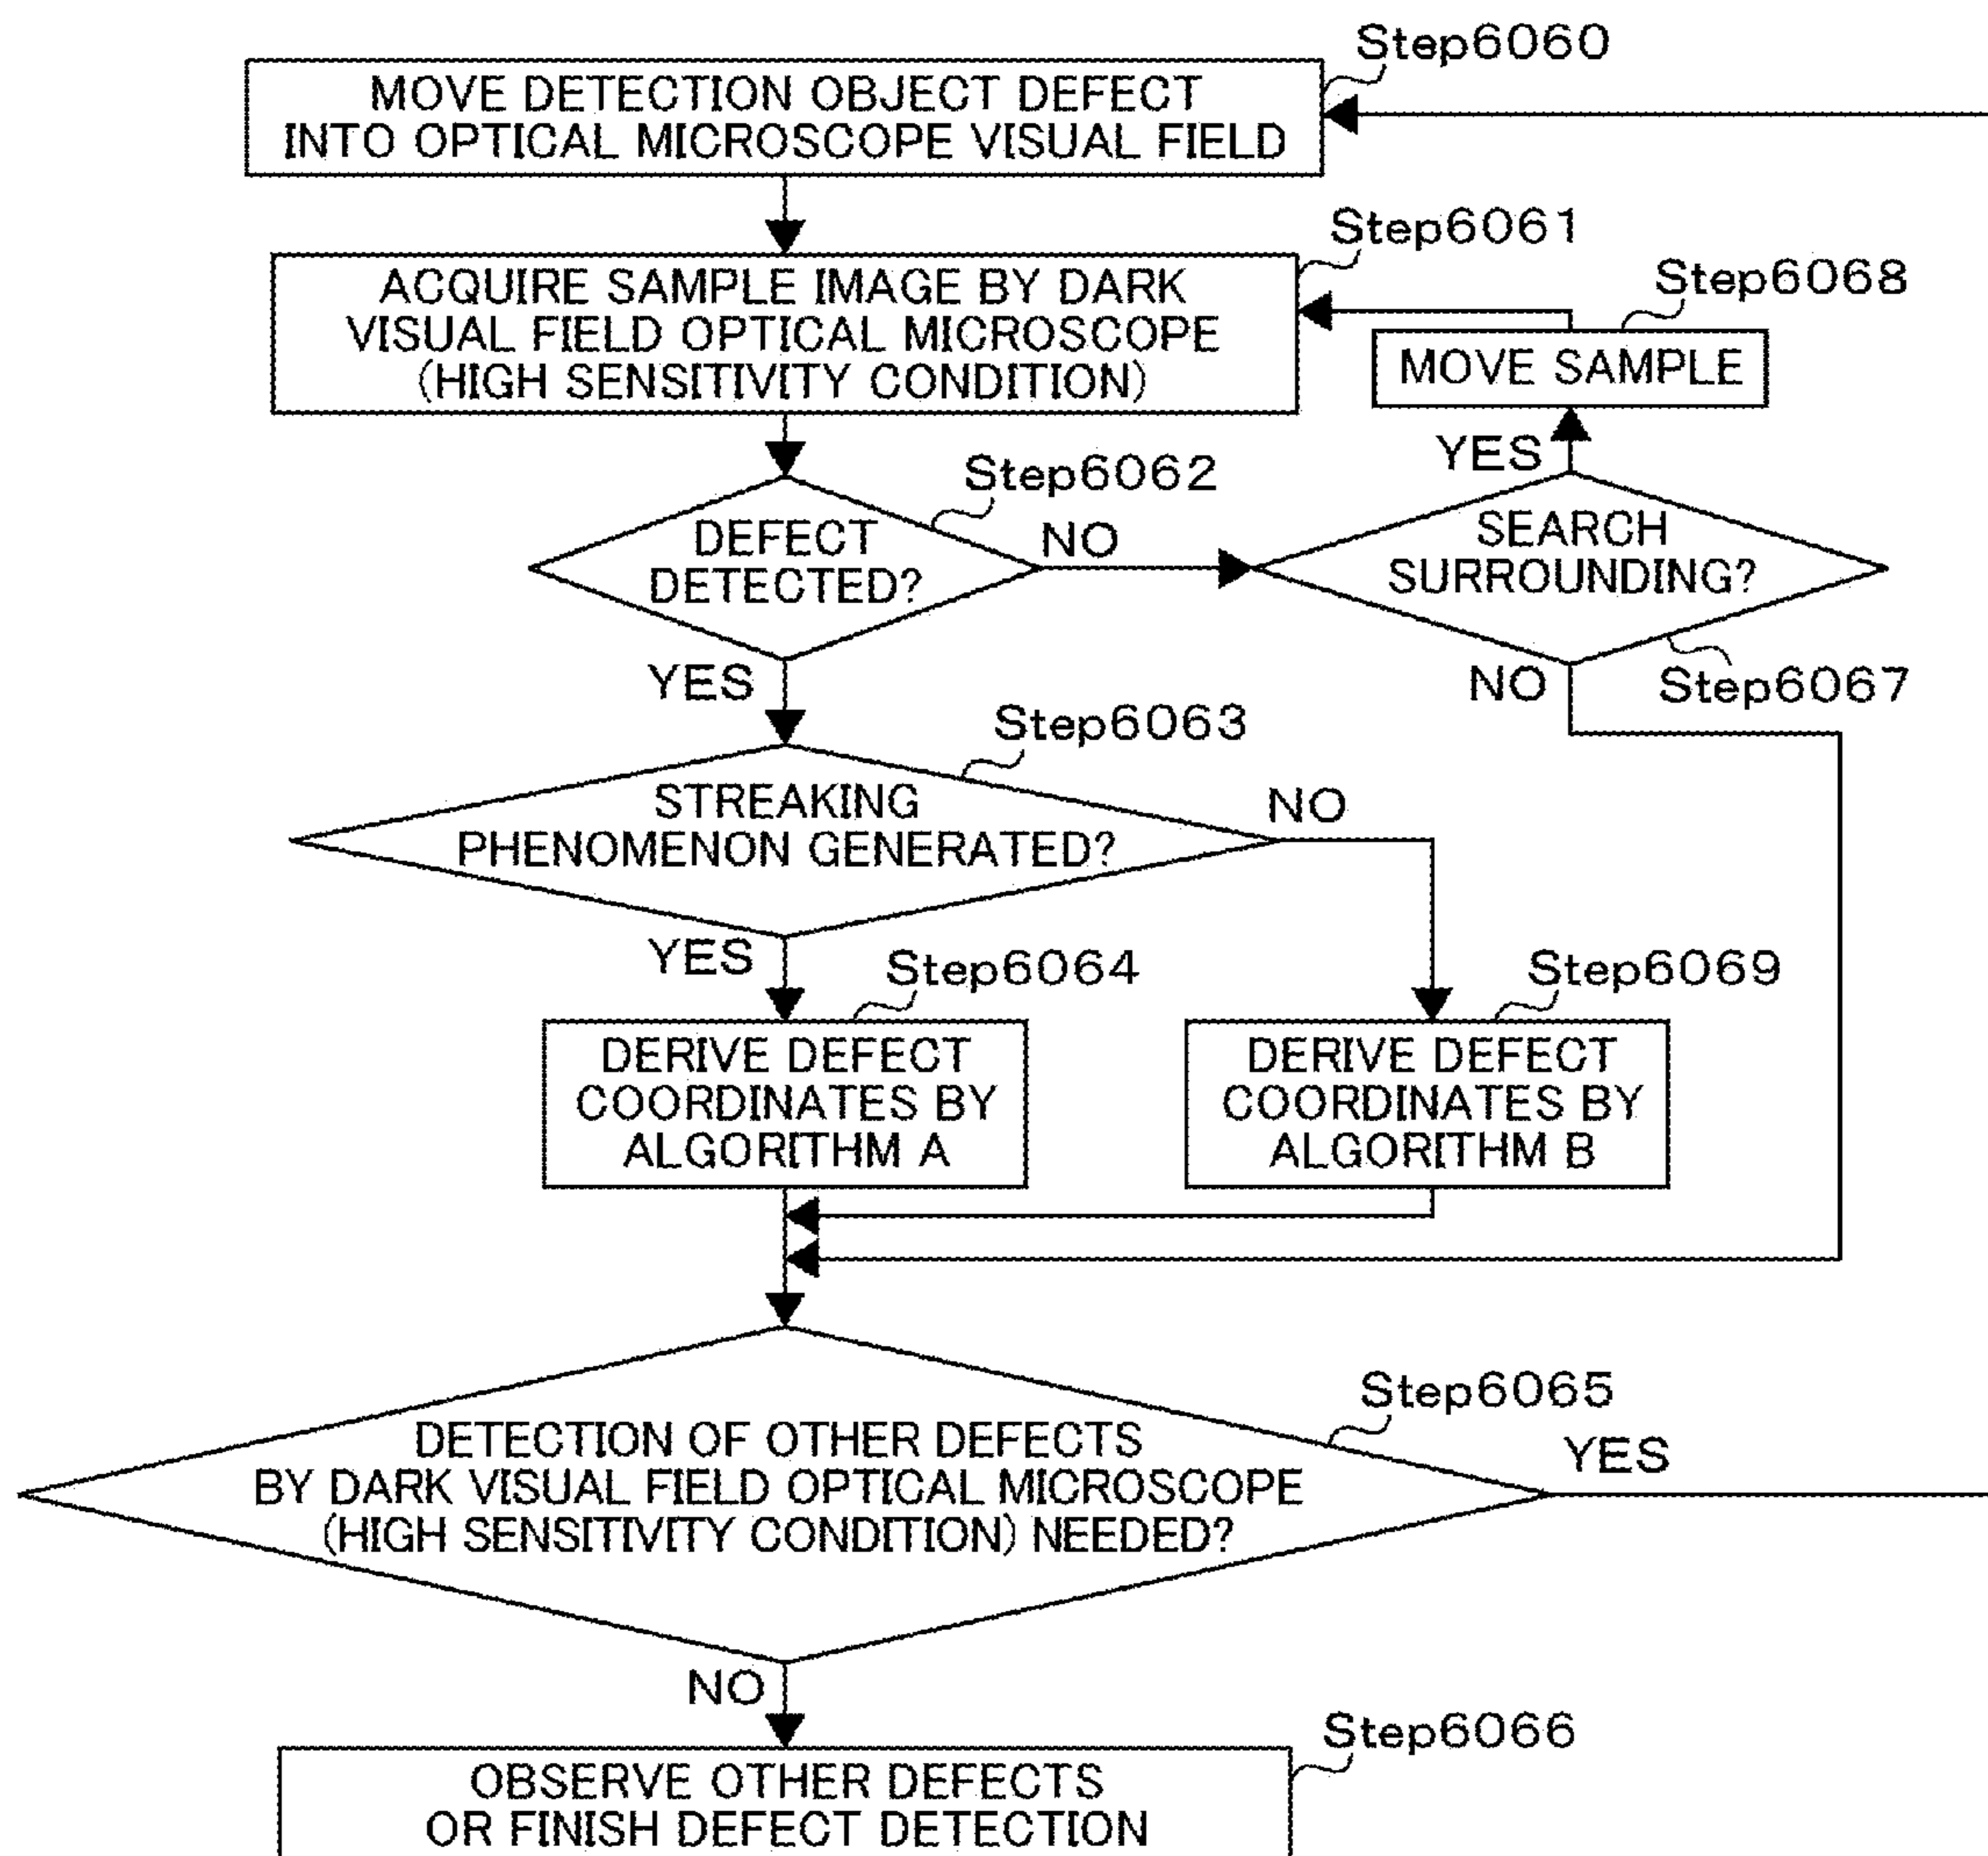 Step6060
MOVE DETECTION OBJECT DEFECT
INTO OPTICAL MICROSCOPE VISUAL FIELD
Step6061
ACQUIRE SAMPLE IMAGE BY DARK
VISUAL FIELD OPTICAL MICROSCOPE
(HIGH SENSITIVITY CONDITION)
Step6068
MOVE SAMPLE
YES
Step6062
DEFECT
DETECTED?
NO
SEARCH
SURROUNDING?
YES
NO
Step6067
Step6063
STREAKING
PHENOMENON GENERATED?
NO
YES
Step6064
DERIVE DEFECT
COORDINATES BY
ALGORITHM A
Step6069
DERIVE DEFECT
COORDINATES BY
ALGORITHM B
Step6065
DETECTION OF OTHER DEFECTS
BY DARK VISUAL FIELD OPTICAL MICROSCOPE
(HIGH SENSITIVITY CONDITION) NEEDED?
YES
NO
Step6066
OBSERVE OTHER DEFECTS
OR FINISH DEFECT DETECTION